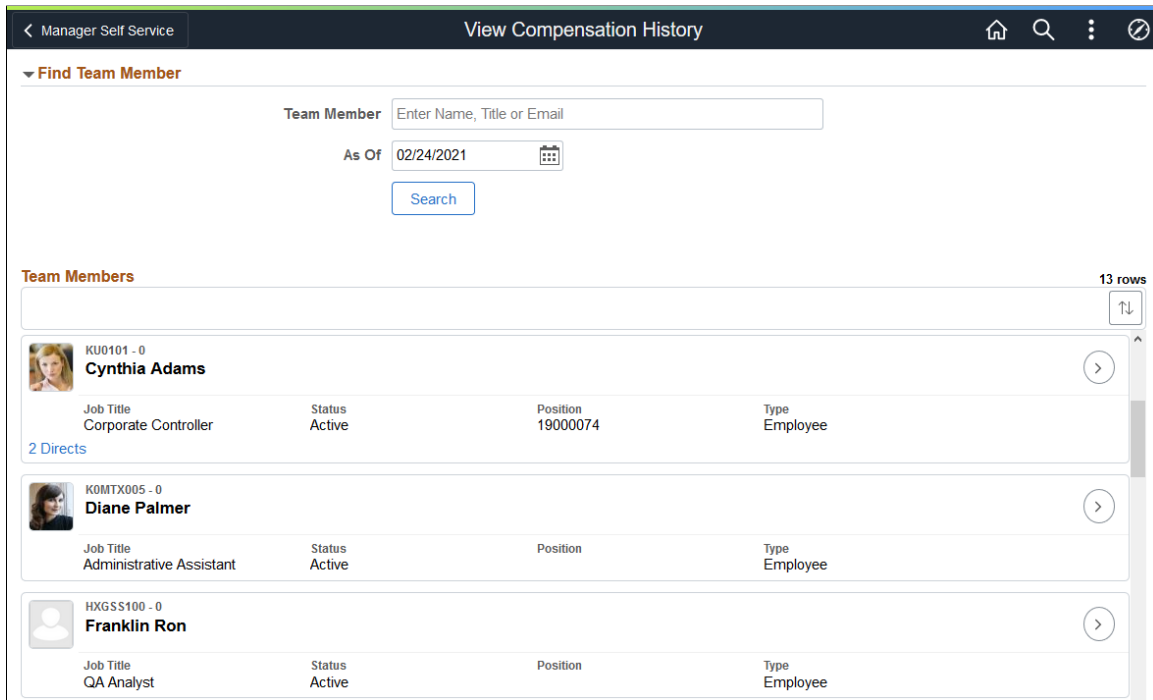 Manager Self Service
View Compensation History
Find Team Member
Team Member Enter Name, Title or Email
As Of 02/24/2021
Search
Team Members
13 rows
KU0101 - 0
Cynthia Adams
Job Title Status Position Type
Corporate Controller Active 19000074 Employee
2 Directs
K0MTX005 - 0
Diane Palmer
Job Title Status Position Type
Administrative Assistant Active Employee
HXGSS100 - 0
Franklin Ron
Job Title Status Position Type
QA Analyst Active Employee